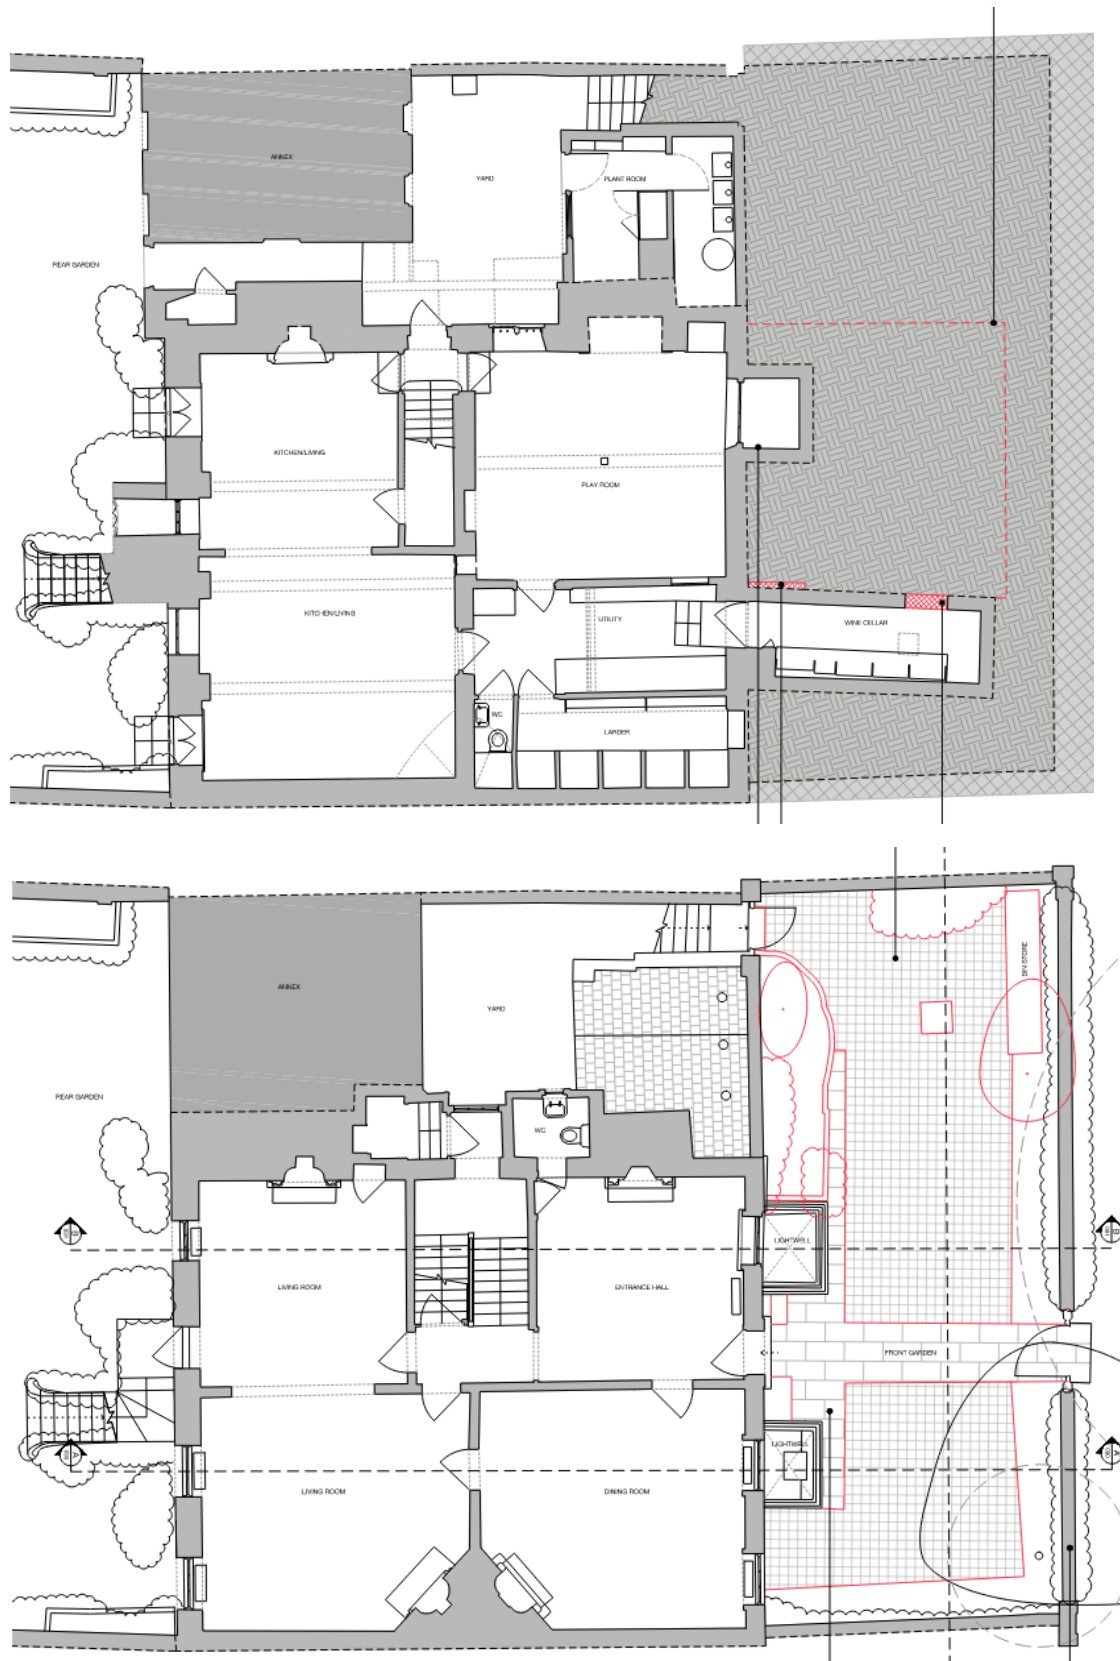 ANNEX
YARD
PLANT ROOM
REAR GARDEN
KITCHEN/LIVING
PLAY ROOM
KITCHEN/LIVING
UTILITY
WINE CELLAR
WC
LARDER
BIN STORE
ANNEX
YARD
REAR GARDEN
WC
B
LIGHTWELL
B
LIVING ROOM
ENTRANCE HALL
FRONT GARDEN
A
LIGHTWELL
A
LIVING ROOM
DINING ROOM